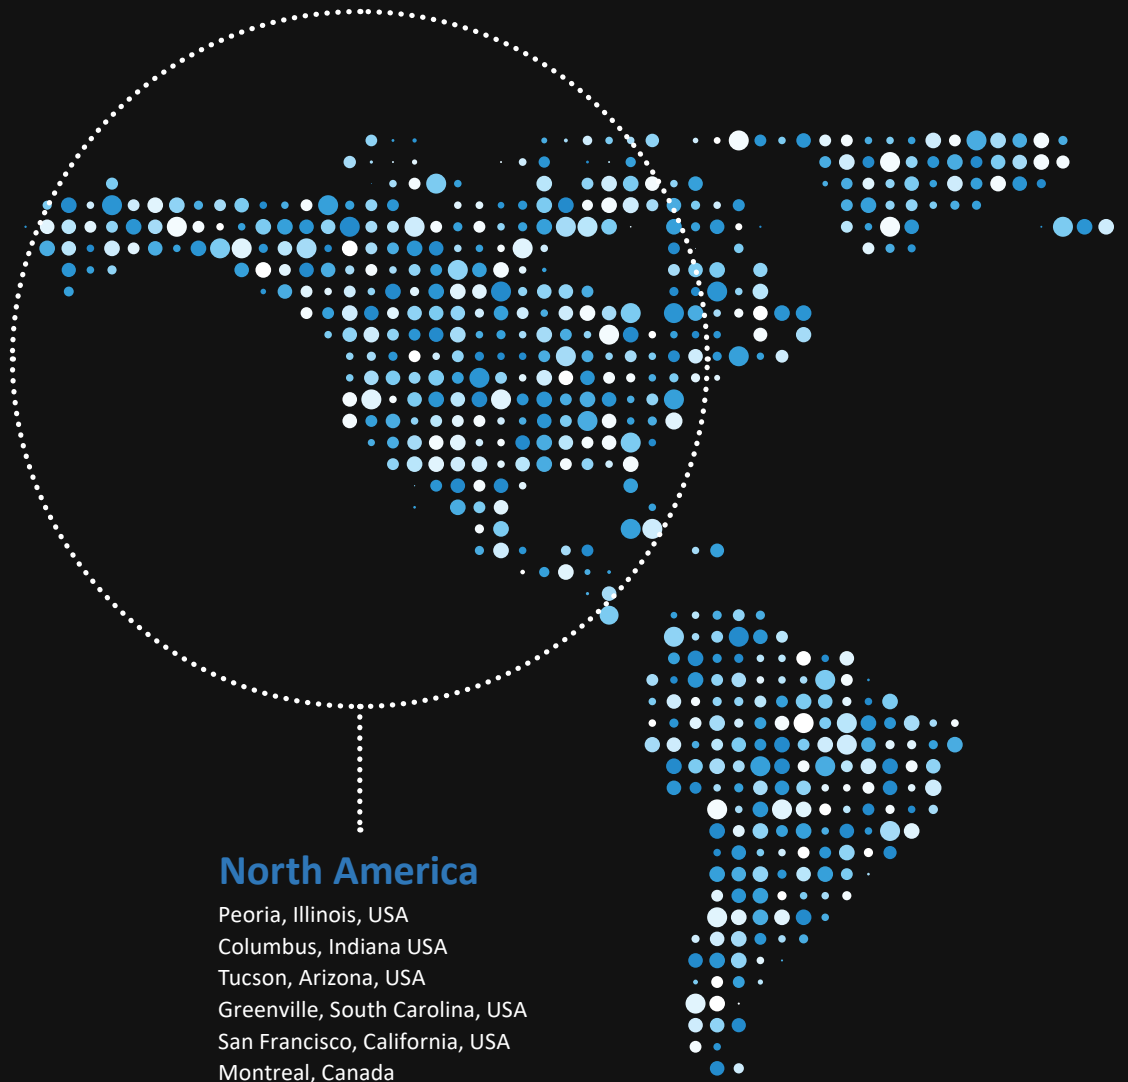 North America
Peoria, Illinois, USA
Columbus, Indiana USA
Tucson, Arizona, USA
Greenville, South Carolina, USA
San Francisco, California, USA
Montreal, Canada